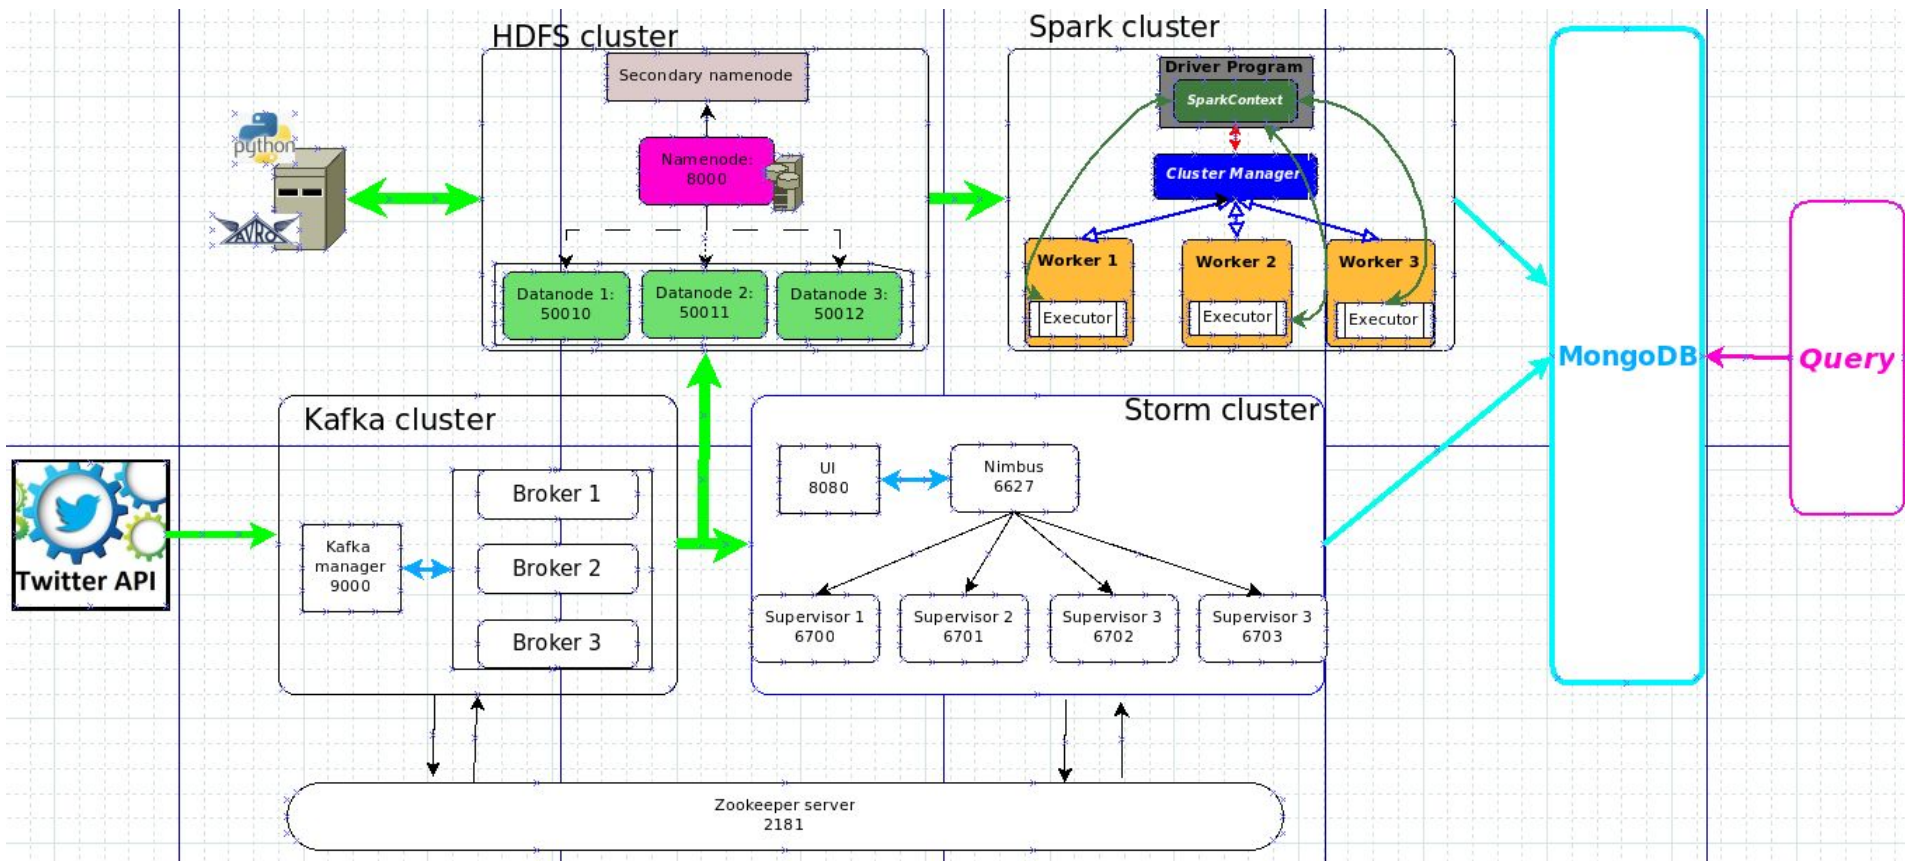 HDFS cluster
Secondary namenode
Namenode:
8000
Datanode 1:
50010
Datanode 2:
50011
Datanode 3:
50012
python
AVRO
Spark cluster
Driver Program
SparkContext
Cluster Manager
Worker 1
Executor
Worker 2
Executor
Worker 3
Executor
MongoDB
Query
Twitter API
Kafka cluster
Kafka
manager
9000
Broker 1
Broker 2
Broker 3
Storm cluster
UI
8080
Nimbus
6627
Supervisor 1
6700
Supervisor 2
6701
Supervisor 3
6702
Supervisor 3
6703
Zookeeper server
2181